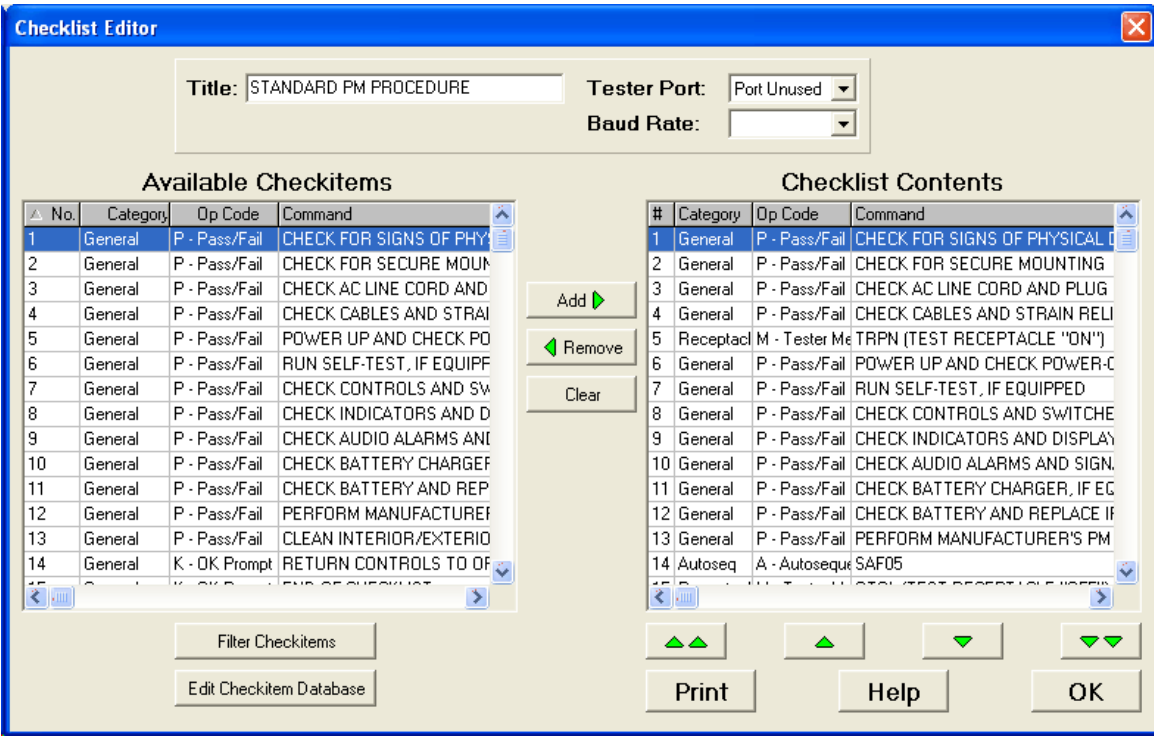 Checklist Editor
Title: STANDARD PM PROCEDURE Tester Port: Port Unused
Baud Rate:
Available Checkitems
No. Category Op Code Command
1 General P - Pass/Fail CHECK FOR SIGNS OF PHYS
2 General P - Pass/Fail CHECK FOR SECURE MOUN
3 General P - Pass/Fail CHECK AC LINE CORD AND
4 General P - Pass/Fail CHECK CABLES AND STRAI
5 General P - Pass/Fail POWER UP AND CHECK PO
6 General P - Pass/Fail RUN SELF-TEST, IF EQUIPP
7 General P - Pass/Fail CHECK CONTROLS AND SW
8 General P - Pass/Fail CHECK INDICATORS AND D
9 General P - Pass/Fail CHECK AUDIO ALARMS AND
10 General P - Pass/Fail CHECK BATTERY CHARGER
11 General P - Pass/Fail CHECK BATTERY AND REP
12 General P - Pass/Fail PERFORM MANUFACTURER
13 General P - Pass/Fail CLEAN INTERIOR/EXTERIO
14 General K - OK Prompt RETURN CONTROLS TO OF
Filter Checkitems
Edit Checkitem Database
Add
Remove
Clear
Checklist Contents
# Category Op Code Command
1 General P - Pass/Fail CHECK FOR SIGNS OF PHYSICAL D
2 General P - Pass/Fail CHECK FOR SECURE MOUNTING
3 General P - Pass/Fail CHECK AC LINE CORD AND PLUG
4 General P - Pass/Fail CHECK CABLES AND STRAIN RELI
5 Receptacl M - Tester Me TRPN (TEST RECEPTACLE "ON")
6 General P - Pass/Fail POWER UP AND CHECK POWER-O
7 General P - Pass/Fail RUN SELF-TEST, IF EQUIPPED
8 General P - Pass/Fail CHECK CONTROLS AND SWITCHE
9 General P - Pass/Fail CHECK INDICATORS AND DISPLAY
10 General P - Pass/Fail CHECK AUDIO ALARMS AND SIGN
11 General P - Pass/Fail CHECK BATTERY CHARGER, IF EQ
12 General P - Pass/Fail CHECK BATTERY AND REPLACE IF
13 General P - Pass/Fail PERFORM MANUFACTURER'S PM
14 Autoseq A - Autoseque SAF05
Print Help OK